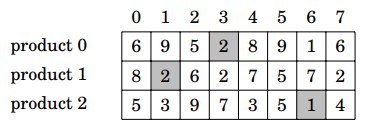 0 1 2 3 4 5 6 7
product 0 6 9 5 2 8 9 1 6
product 1 8 2 6 2 7 5 7 2
product 2 5 3 9 7 3 5 1 4